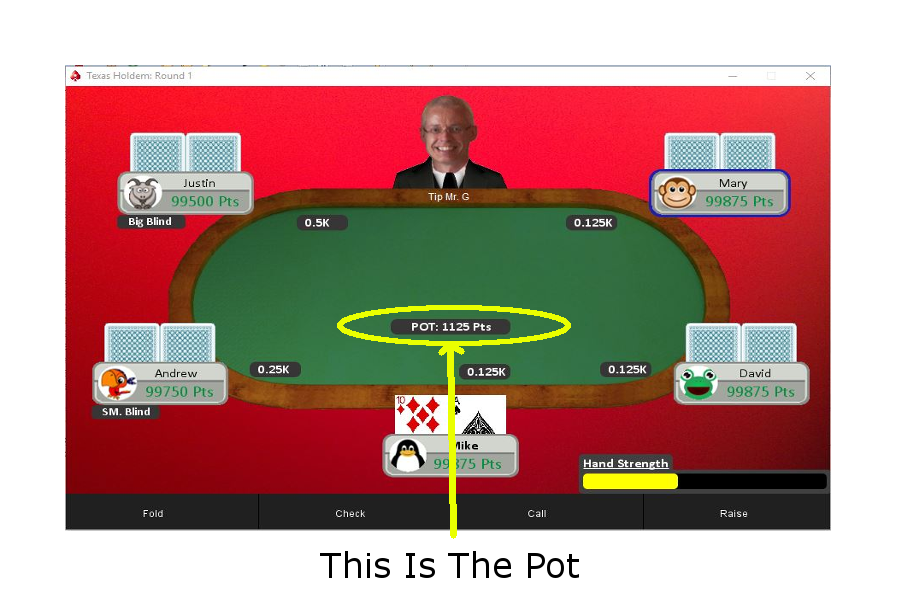 Texas Holdem: Round 1
Justin
99500 Pts
Big Blind
Tip Mr. G
Mary
99875 Pts
0.5K
0.125K
POT: 1125 Pts
Andrew
99750 Pts
SM. Blind
0.25K
0.125K
0.125K
David
99875 Pts
10
A
Mike
99875 Pts
Hand Strength
Fold
Check
Call
Raise
This Is The Pot